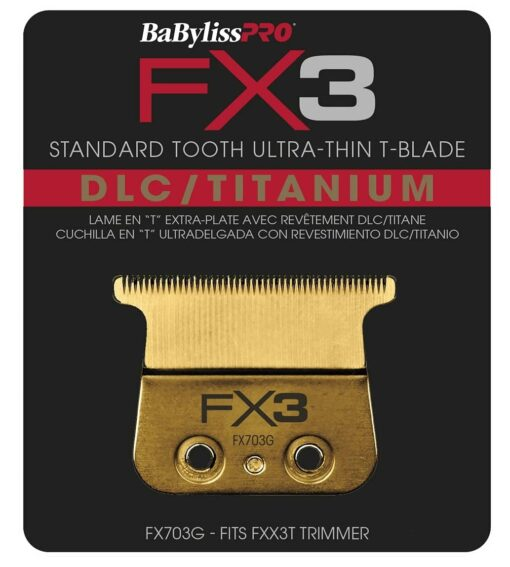 BaBylissPRO®
FX3
STANDARD TOOTH ULTRA-THIN T-BLADE
DLC/TITANIUM
LAME EN “T” EXTRA-PLATE AVEC REVÊTEMENT DLC/TITANE
CUCHILLA EN “T” ULTRADELGADA CON REVESTIMIENTO DLC/TITANIO
FX3
FX703G
FX703G - FITS FXX3T TRIMMER